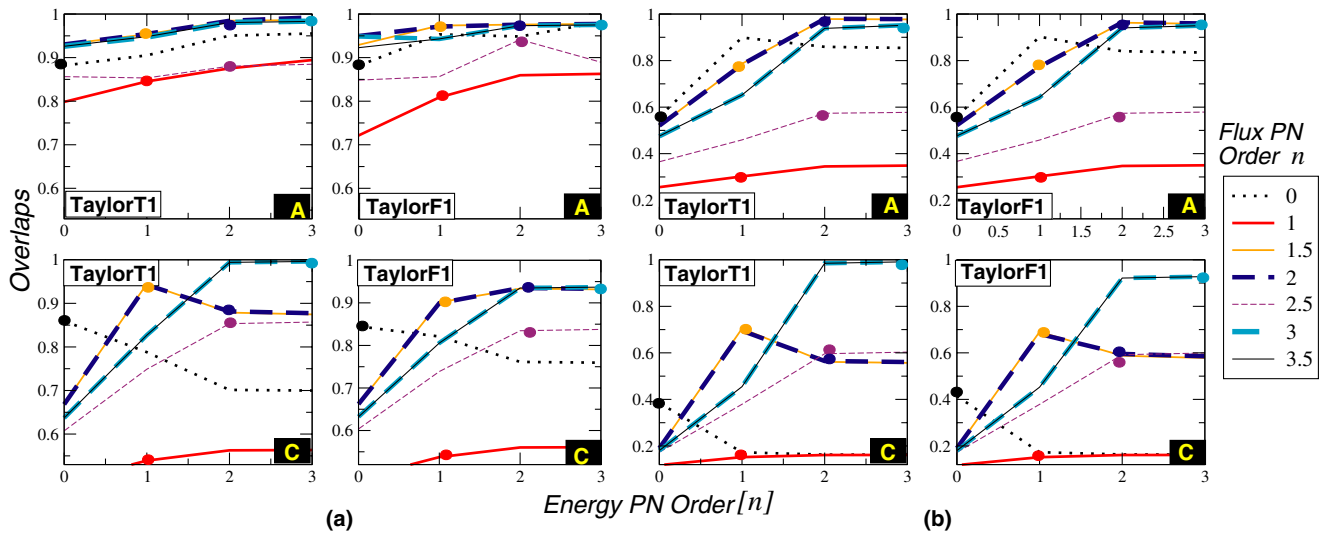 1
0.9
0.8
0.7
0.6
TaylorT1
A
0 1 2 3
1
0.9
0.8
0.7
0.6
TaylorF1
A
0 1 2 3
1
0.8
0.6
0.4
0.2
TaylorT1
A
0 1 2 3
1
0.8
0.6
0.4
0.2
TaylorF1
A
0 0.5 1 1.5 2 2.5 3
Overlaps
TaylorT1
1
0.9
0.8
0.7
0.6
C
0 1 2 3
TaylorF1
1
0.9
0.8
0.7
0.6
C
0 1 2 3
TaylorT1
1
0.8
0.6
0.4
0.2
C
0 1 2 3
TaylorF1
1
0.8
0.6
0.4
0.2
C
0 1 2 3
Flux PN
Order n
0
1
1.5
2
2.5
3
3.5
Energy PN Order [n]
(a)
(b)